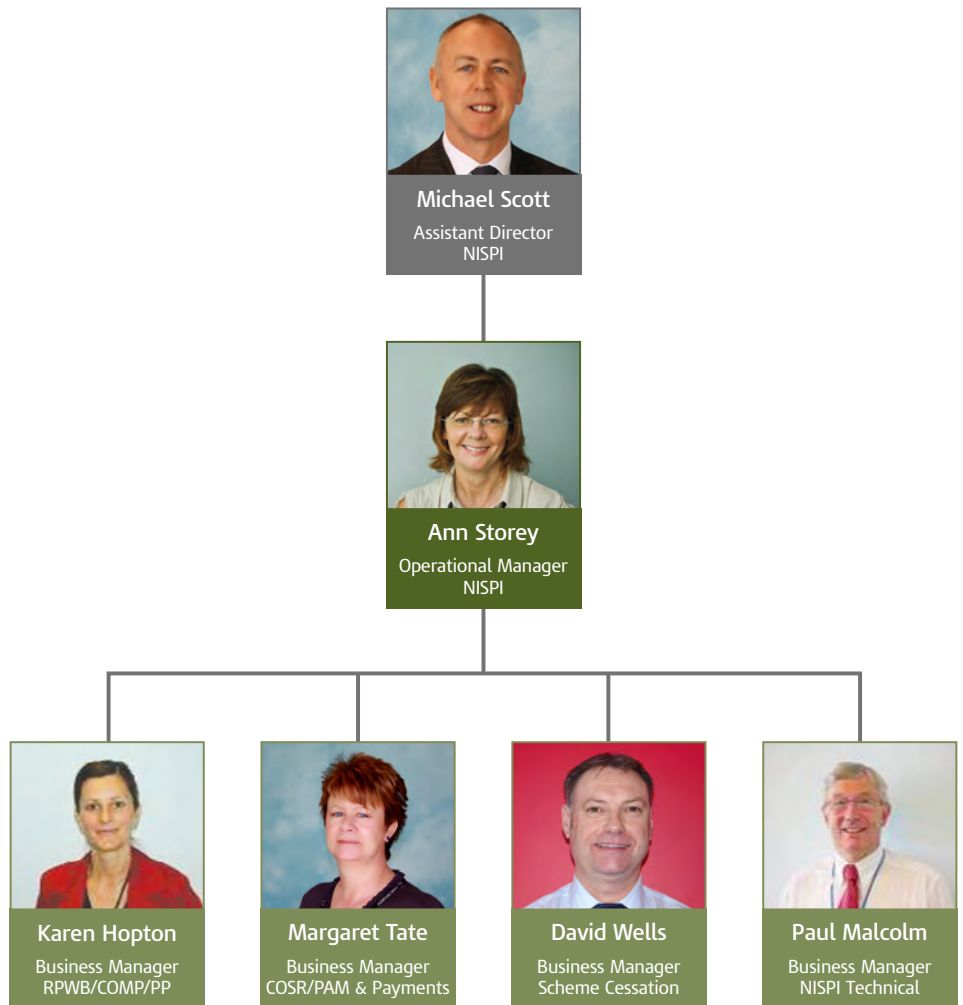 Michael Scott
Assistant Director
NISPI
Ann Storey
Operational Manager
NISPI
Karen Hopton
Business Manager
RPWB/COMP/PP
Margaret Tate
Business Manager
COSR/PAM & Payments
David Wells
Business Manager
Scheme Cessation
Paul Malcolm
Business Manager
NISPI Technical